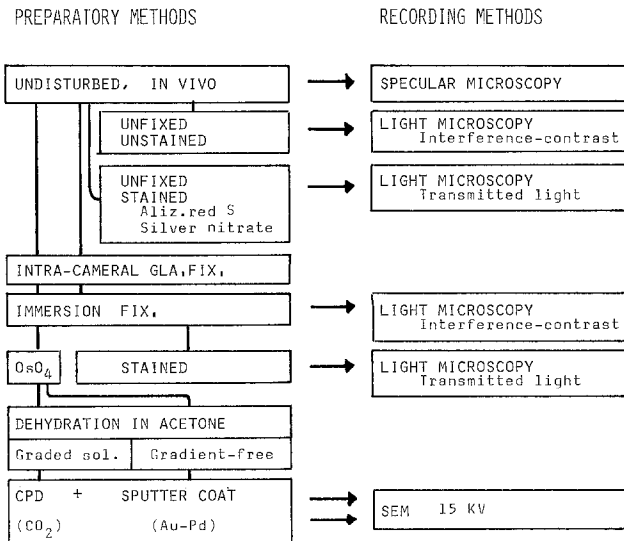 PREPARATORY METHODS
RECORDING METHODS
UNDISTURBED, IN VIVO
SPECULAR MICROSCOPY
UNFIXED
UNSTAINED
LIGHT MICROSCOPY
Interference-contrast
UNFIXED
STAINED
Aliz.red S
Silver nitrate
LIGHT MICROSCOPY
Transmitted light
INTRA-CAMERAL GLA.FIX.
IMMERSION FIX.
LIGHT MICROSCOPY
Interference-contrast
OsO4
STAINED
LIGHT MICROSCOPY
Transmitted light
DEHYDRATION IN ACETONE
Graded sol.
Gradient-free
CPD + SPUTTER COAT
(CO2) (Au-Pd)
SEM 15 KV